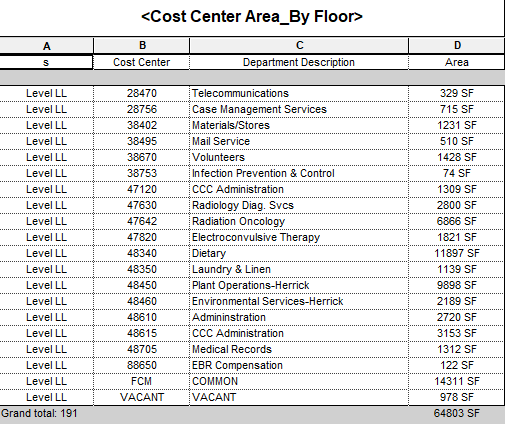 <Cost Center Area_By Floor>
A B C D
s Cost Center Department Description Area
Level LL 28470 Telecommunications 329 SF
Level LL 28756 Case Management Services 715 SF
Level LL 38402 Materials/Stores 1231 SF
Level LL 38495 Mail Service 510 SF
Level LL 38670 Volunteers 1428 SF
Level LL 38753 Infection Prevention & Control 74 SF
Level LL 47120 CCC Administration 1309 SF
Level LL 47630 Radiology Diag. Svcs 2800 SF
Level LL 47642 Radiation Oncology 6866 SF
Level LL 47820 Electroconvulsive Therapy 1821 SF
Level LL 48340 Dietary 11897 SF
Level LL 48350 Laundry & Linen 1139 SF
Level LL 48450 Plant Operations-Herrick 9898 SF
Level LL 48460 Environmental Services-Herrick 2189 SF
Level LL 48610 Admininstration 2720 SF
Level LL 48615 CCC Administration 3153 SF
Level LL 48705 Medical Records 1312 SF
Level LL 88650 EBR Compensation 122 SF
Level LL FCM COMMON 14311 SF
Level LL VACANT VACANT 978 SF
Grand total: 191 64803 SF